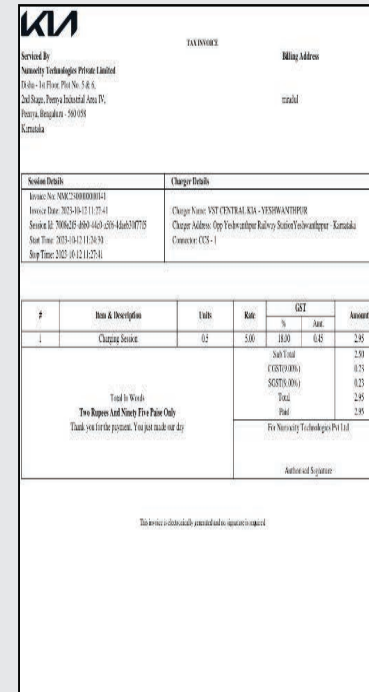 KIA
TAX INVOICE
Serviced By
Billing Address
Numocity Technologies Private Limited
Disha - 1st Floor, Plot No. 5 & 6,
2nd Stage, Peenya Industrial Area IV,
mradul
Peenya, Bengaluru - 560 058
Karnataka
Session Details
Charger Details
Invoice No:
Invoice Date: 2023-10-12 11:27:41
Charger Name: VST CENTRAL KIA - YESHWANTHPUR
Session Id:
Charger Address: Opp Yeshwanthpur Railway Station Yeshwanthppur - Karnataka
Start Time: 2023-10-12 11:24:30
Connector: CCS - 1
Stop Time: 2023-10-12 11:27:41
# Item & Description Units Rate GST Amount
% Amt.
1 Charging Session 0.5 5.00 18.00 0.45 2.95
Sub Total 2.50
CGST(9.00%) 0.23
SGST(9.00%) 0.23
Total In Words
Total 2.95
Two Rupees And Ninety Five Paise Only
Paid 2.95
Thank you for the payment. You just made our day
For Numocity Technologies Pvt Ltd
Authorised Signature
This invoice is electronically generated and no signature is required